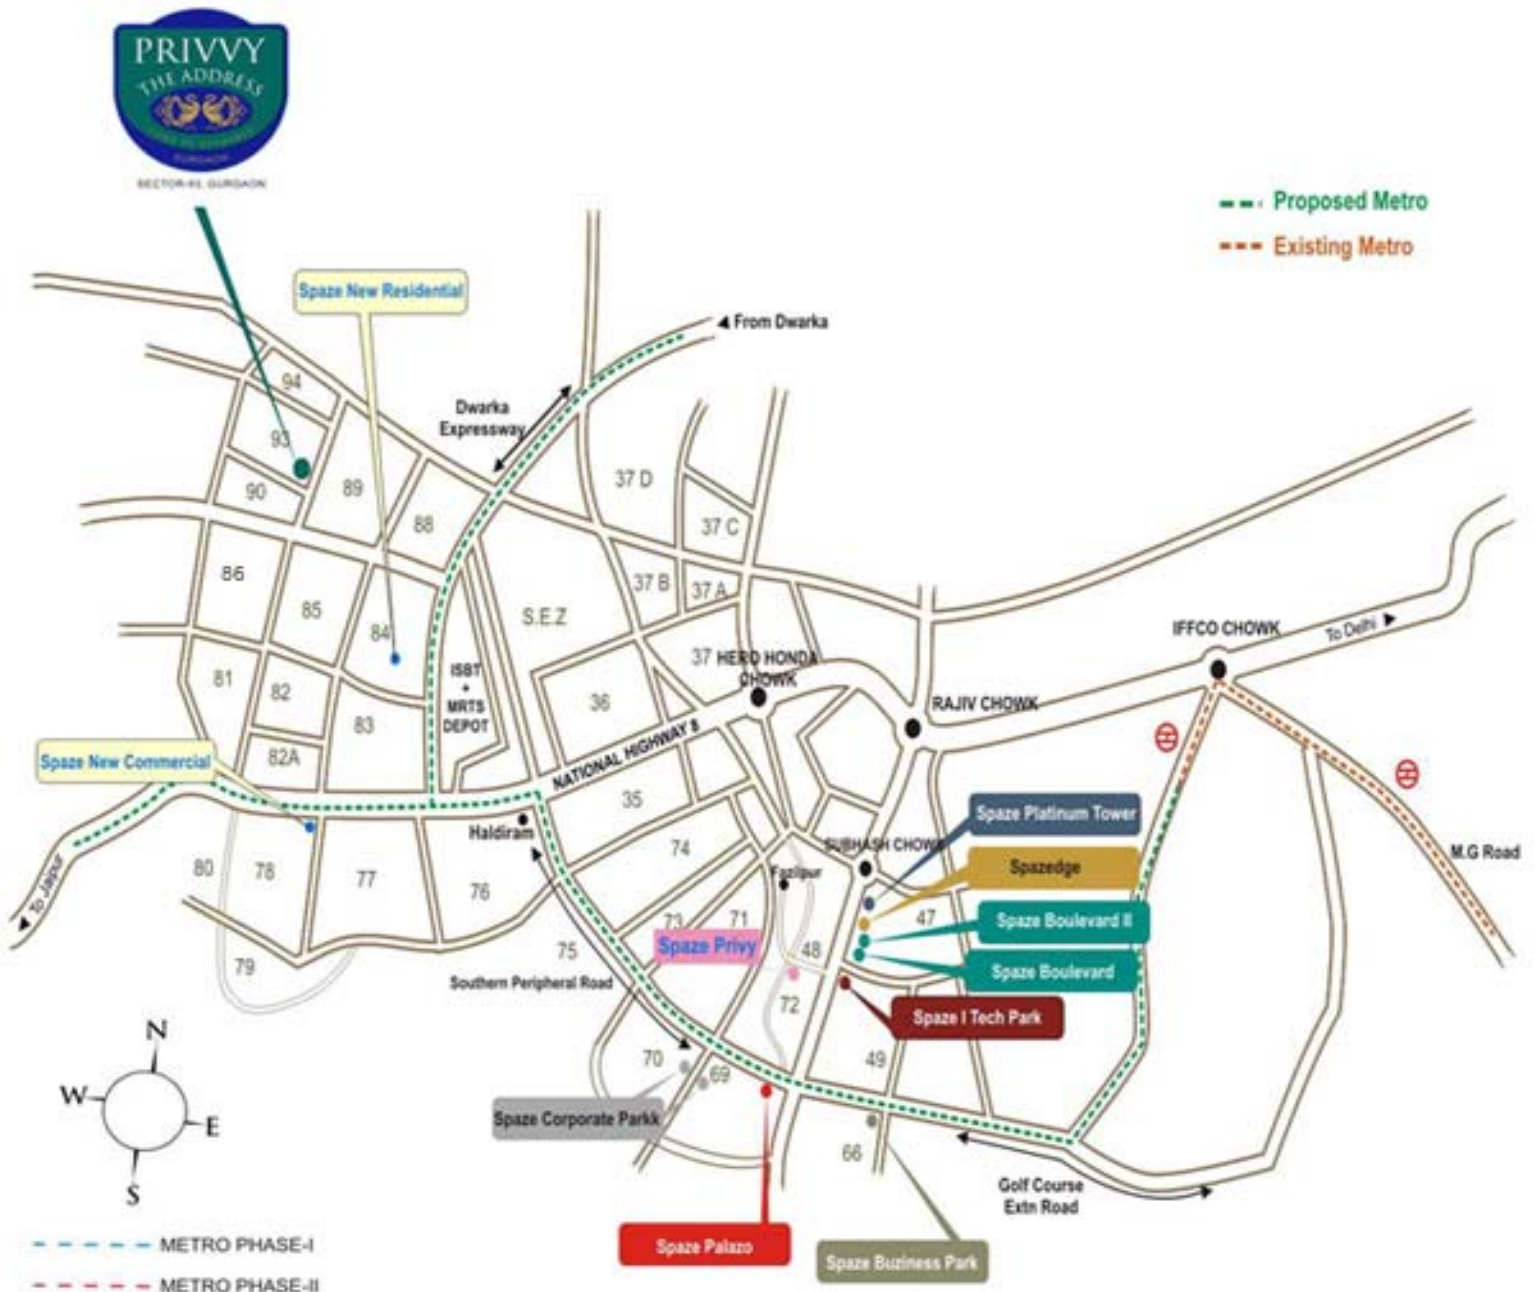 PRIVVY
THE ADDRESS
GURGAON
SECTOR-93, GURGAON
Proposed Metro
Existing Metro
Spaze New Residential
From Dwarka
Dwarka
Expressway
94
93
90
89
88
37 D
37 C
37 B
37 A
86
85
84
S.E.Z
ISBT
+
MRTS
DEPOT
81
82
83
82A
36
37
HERO HONDA
CHOWK
RAJIV CHOWK
IFFCO CHOWK
To Delhi
NATIONAL HIGHWAY 8
Spaze New Commercial
35
Haldiram
To Jaipur
80
78
77
76
74
SUBHASH CHOWK
Fazilpur
Spaze Platinum Tower
Spazedge
M.G Road
Spaze Boulevard II
47
73
71
Spaze Privy
48
79
75
Southern Peripheral Road
Spaze Boulevard
72
Spaze I Tech Park
70
69
49
Spaze Corporate Parkk
66
Golf Course
Extn Road
Spaze Palazo
Spaze Buziness Park
N
W
E
S
METRO PHASE-I
METRO PHASE-II